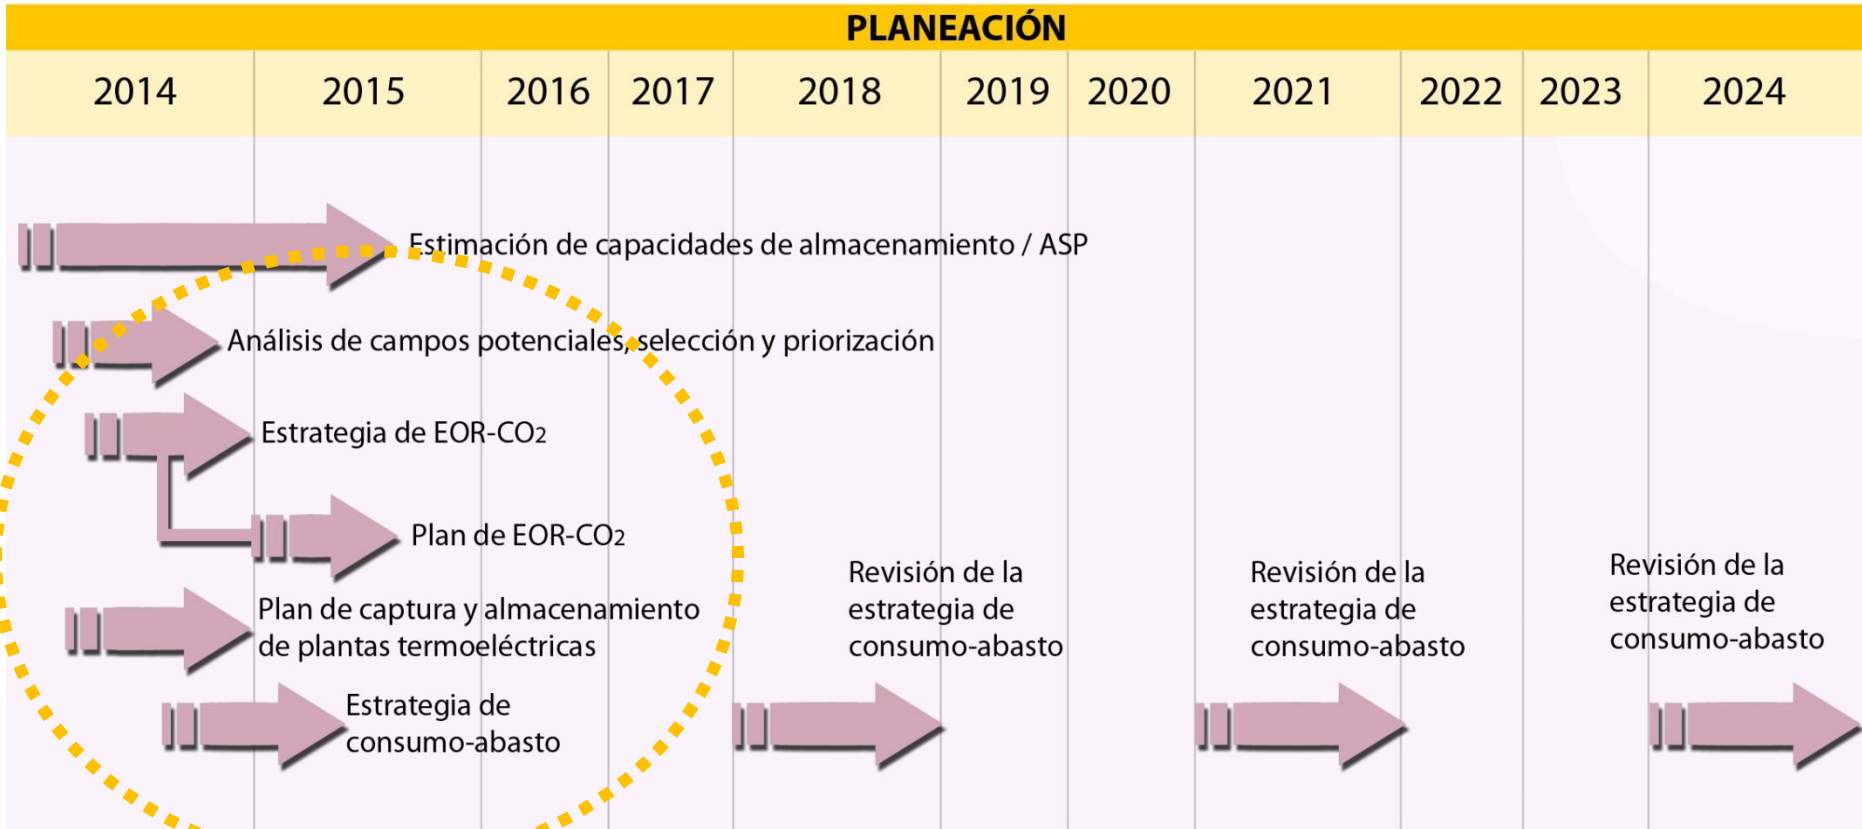 PLANEACIÓN
2014 2015 2016 2017 2018 2019 2020 2021 2022 2023 2024
Estimación de capacidades de almacenamiento / ASP
Análisis de campos potenciales, selección y priorización
Estrategia de EOR-CO2
Plan de EOR-CO2
Plan de captura y almacenamiento
de plantas termoeléctricas
Estrategia de
consumo-abasto
Revisión de la
estrategia de
consumo-abasto
Revisión de la
estrategia de
consumo-abasto
Revisión de la
estrategia de
consumo-abasto